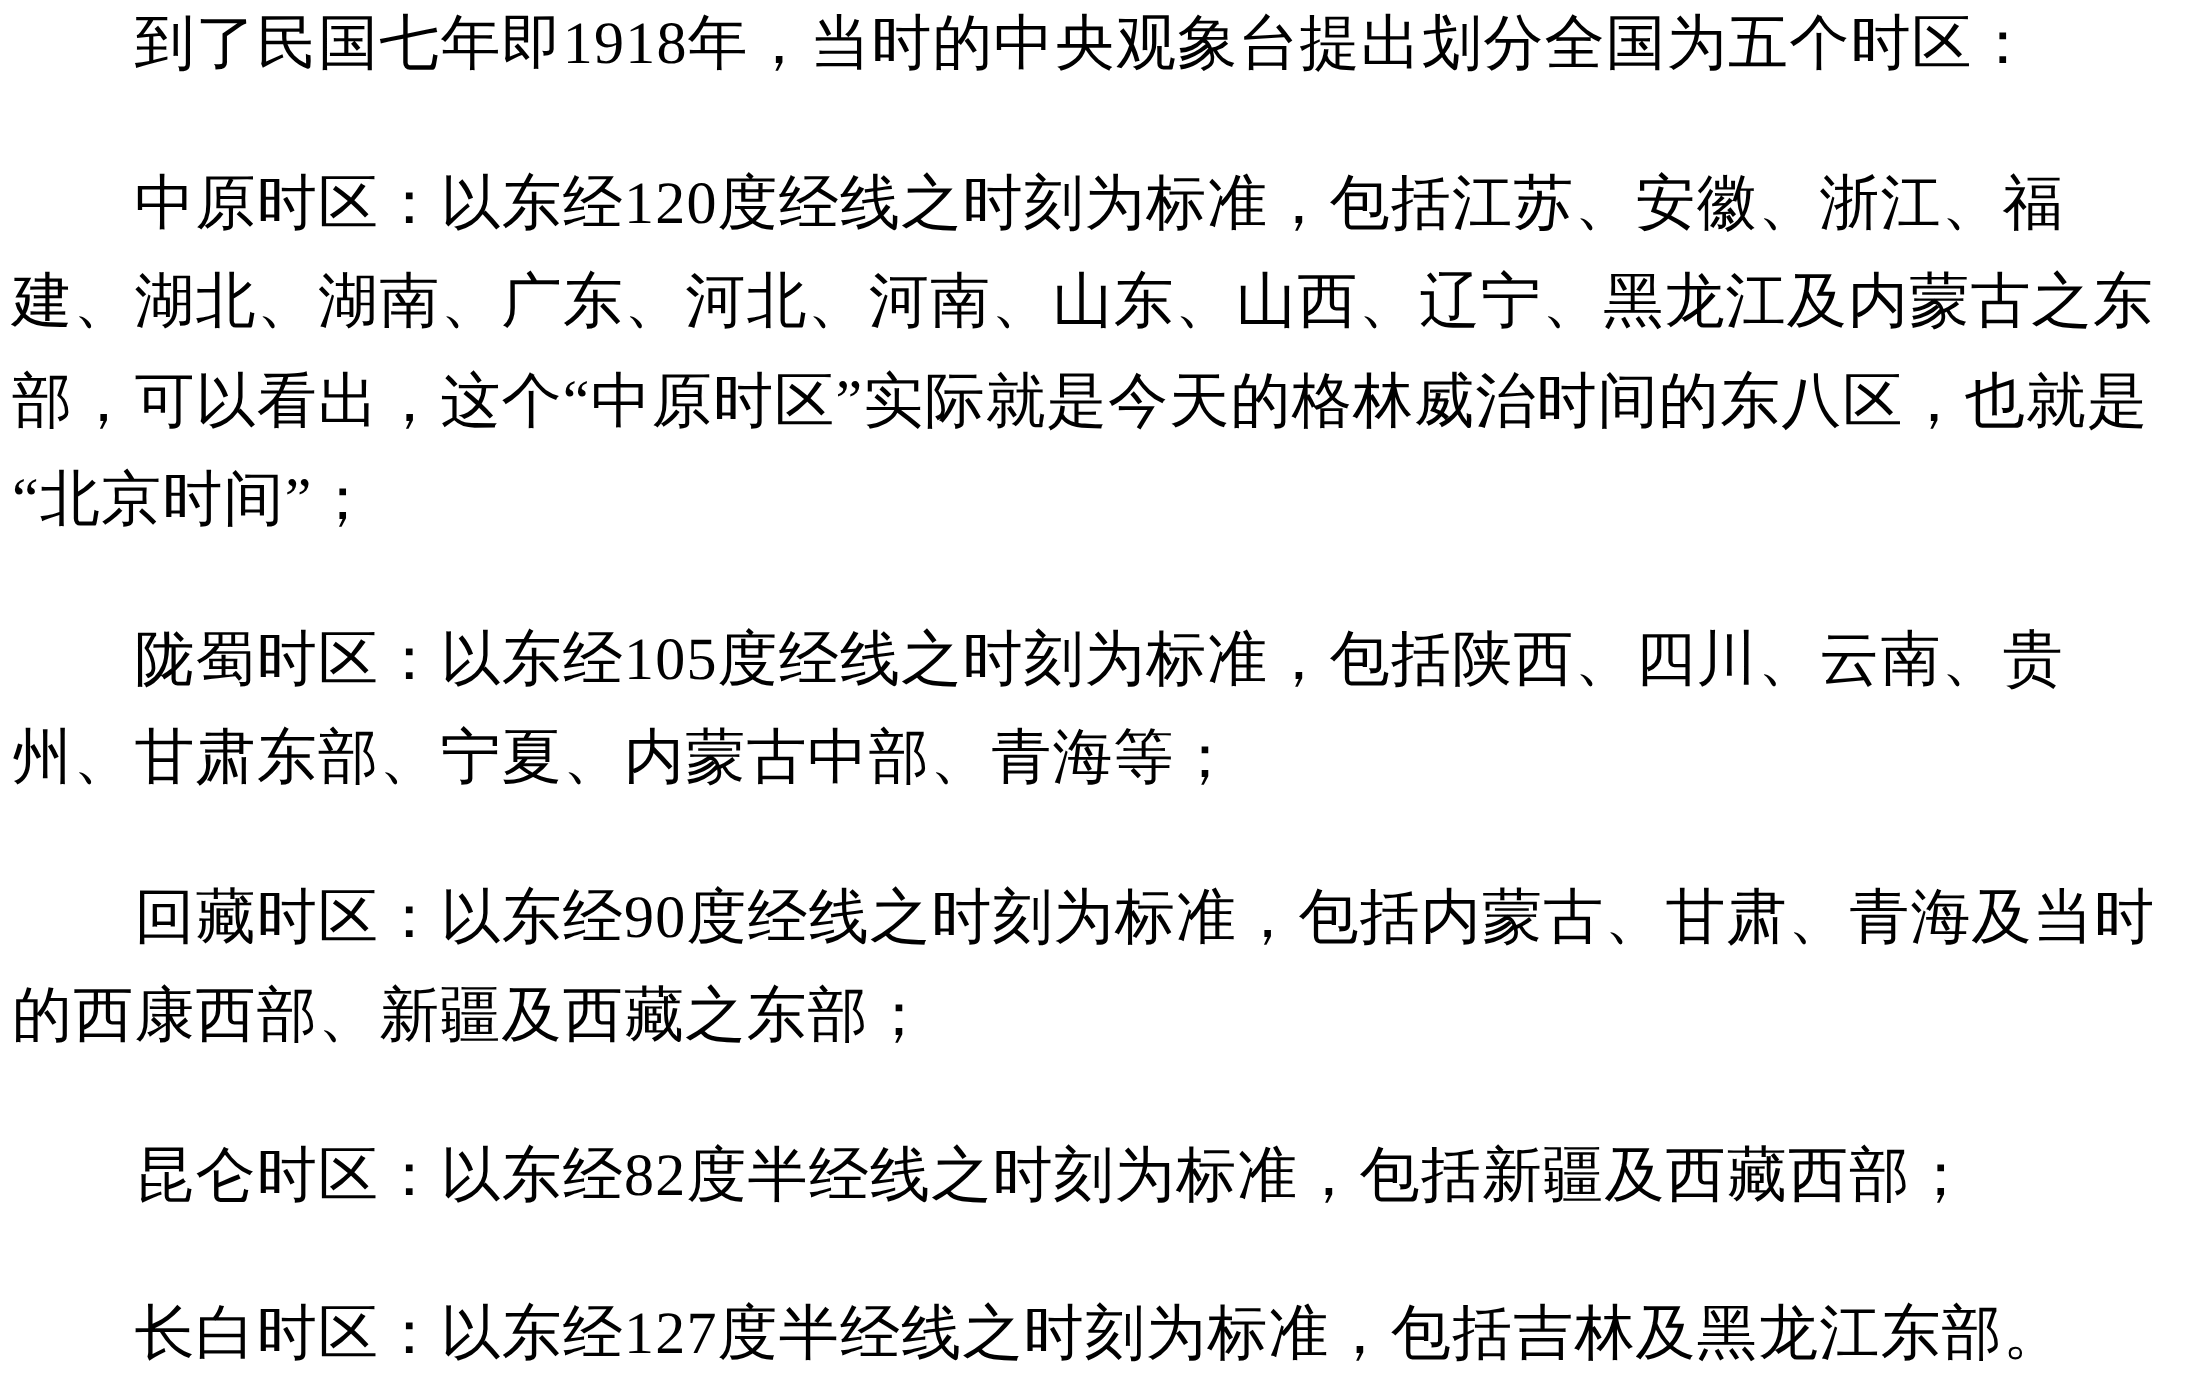 到了民国七年即1918年，当时的中央观象台提出划分全国为五个时区：
中原时区：以东经120度经线之时刻为标准，包括江苏、安徽、浙江、福
建、湖北、湖南、广东、河北、河南、山东、山西、辽宁、黑龙江及内蒙古之东
部，可以看出，这个“中原时区”实际就是今天的格林威治时间的东八区，也就是
“北京时间”；
陇蜀时区：以东经105度经线之时刻为标准，包括陕西、四川、云南、贵
州、甘肃东部、宁夏、内蒙古中部、青海等；
回藏时区：以东经90度经线之时刻为标准，包括内蒙古、甘肃、青海及当时
的西康西部、新疆及西藏之东部；
昆仑时区：以东经82度半经线之时刻为标准，包括新疆及西藏西部；
长白时区：以东经127度半经线之时刻为标准，包括吉林及黑龙江东部。